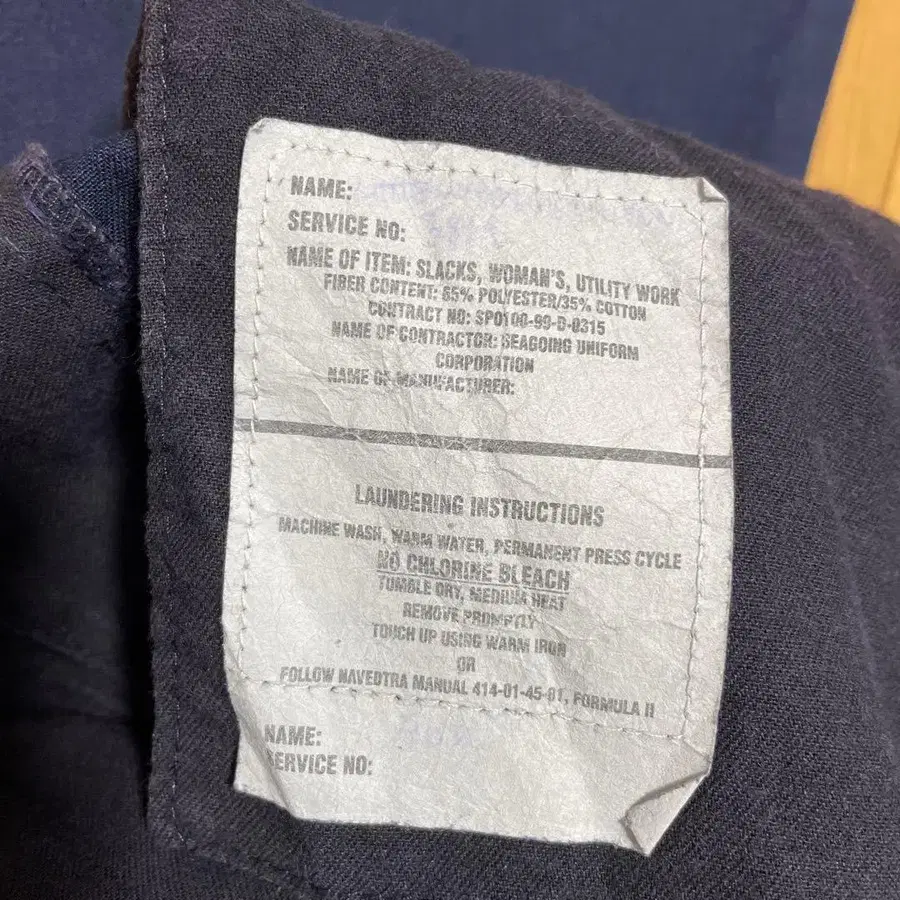 NAME:
SERVICE NO:
NAME OF ITEM: SLACKS, WOMAN'S, UTILITY WORK
FIBER CONTENT: 65% POLYESTER/35% COTTON
CONTRACT NO: SPO100-99-D-0315
NAME OF CONTRACTOR: SEAGOING UNIFORM
CORPORATION
NAME OF MANUFACTURER:
LAUNDERING INSTRUCTIONS
MACHINE WASH, WARM WATER, PERMANENT PRESS CYCLE
NO CHLORINE BLEACH
TUMBLE DRY, MEDIUM HEAT
REMOVE PROMPTLY
TOUCH UP USING WARM IRON
OR
FOLLOW NAVEDTRA MANUAL 414-01-45-81, FORMULA II
NAME:
SERVICE NO: